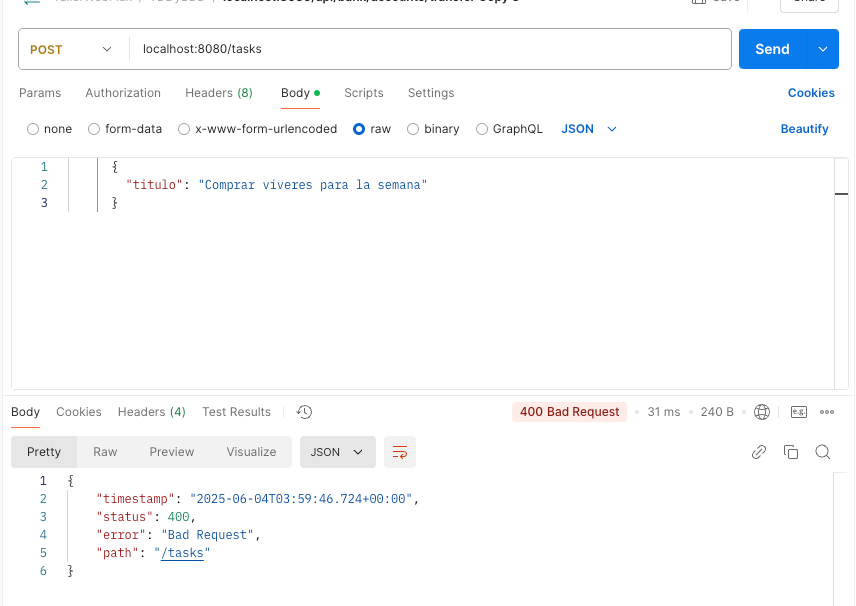 POST localhost:8080/tasks Send
Params Authorization Headers (8) Body Scripts Settings Cookies
none form-data x-www-form-urlencoded raw binary GraphQL JSON Beautify
1 {
2 "titulo": "Comprar víveres para la semana"
3 }
Body Cookies Headers (4) Test Results 400 Bad Request 31 ms 240 B e.g.
Pretty Raw Preview Visualize JSON
1 {
2 "timestamp": "2025-06-04T03:59:46.724+00:00",
3 "status": 400,
4 "error": "Bad Request",
5 "path": "/tasks"
6 }